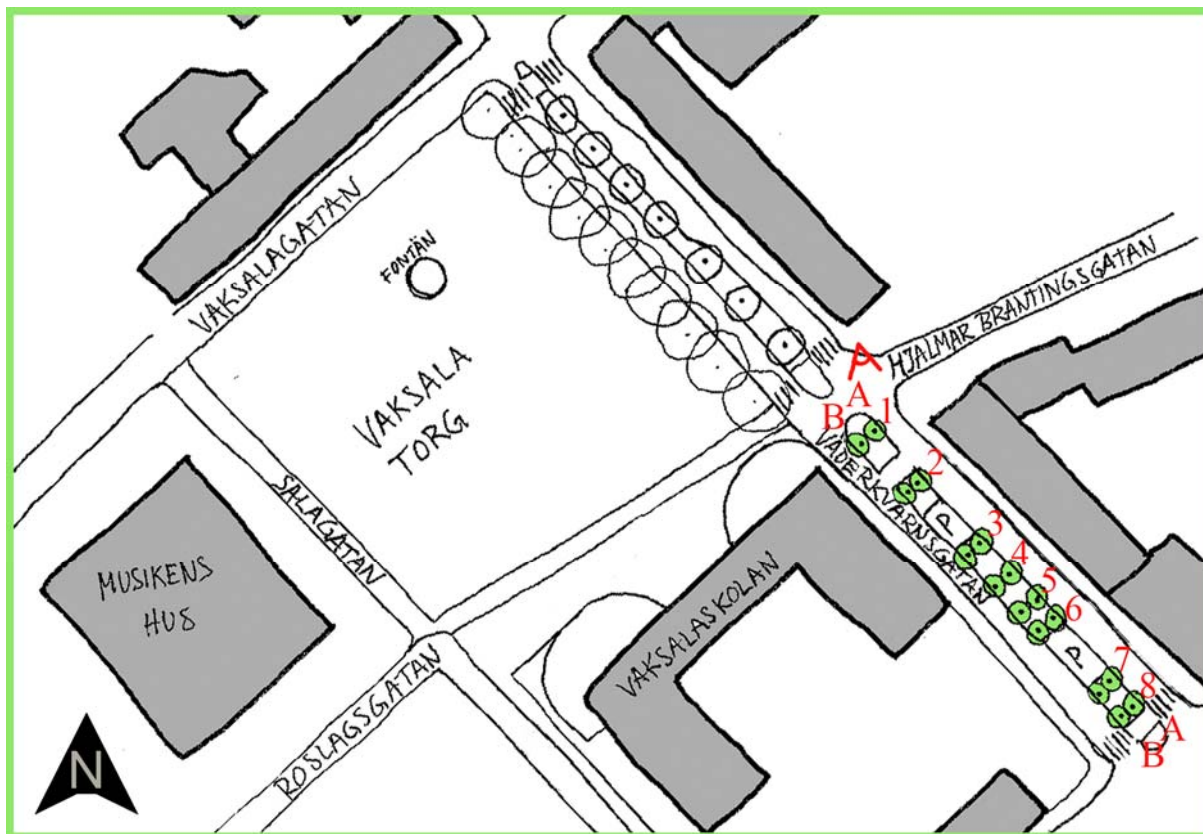 VAKSALAGATAN
FONTÄN
VAKSALA
TORG
HJALMAR BRANTINGSGATAN
A
A
B
1
VÄDERKVARNSGATAN
2
P
3
4
5
6
P
7
8
A
B
SALAGATAN
MUSIKENS
HUS
VAKSALASKOLAN
ROSLAGSGATAN
N